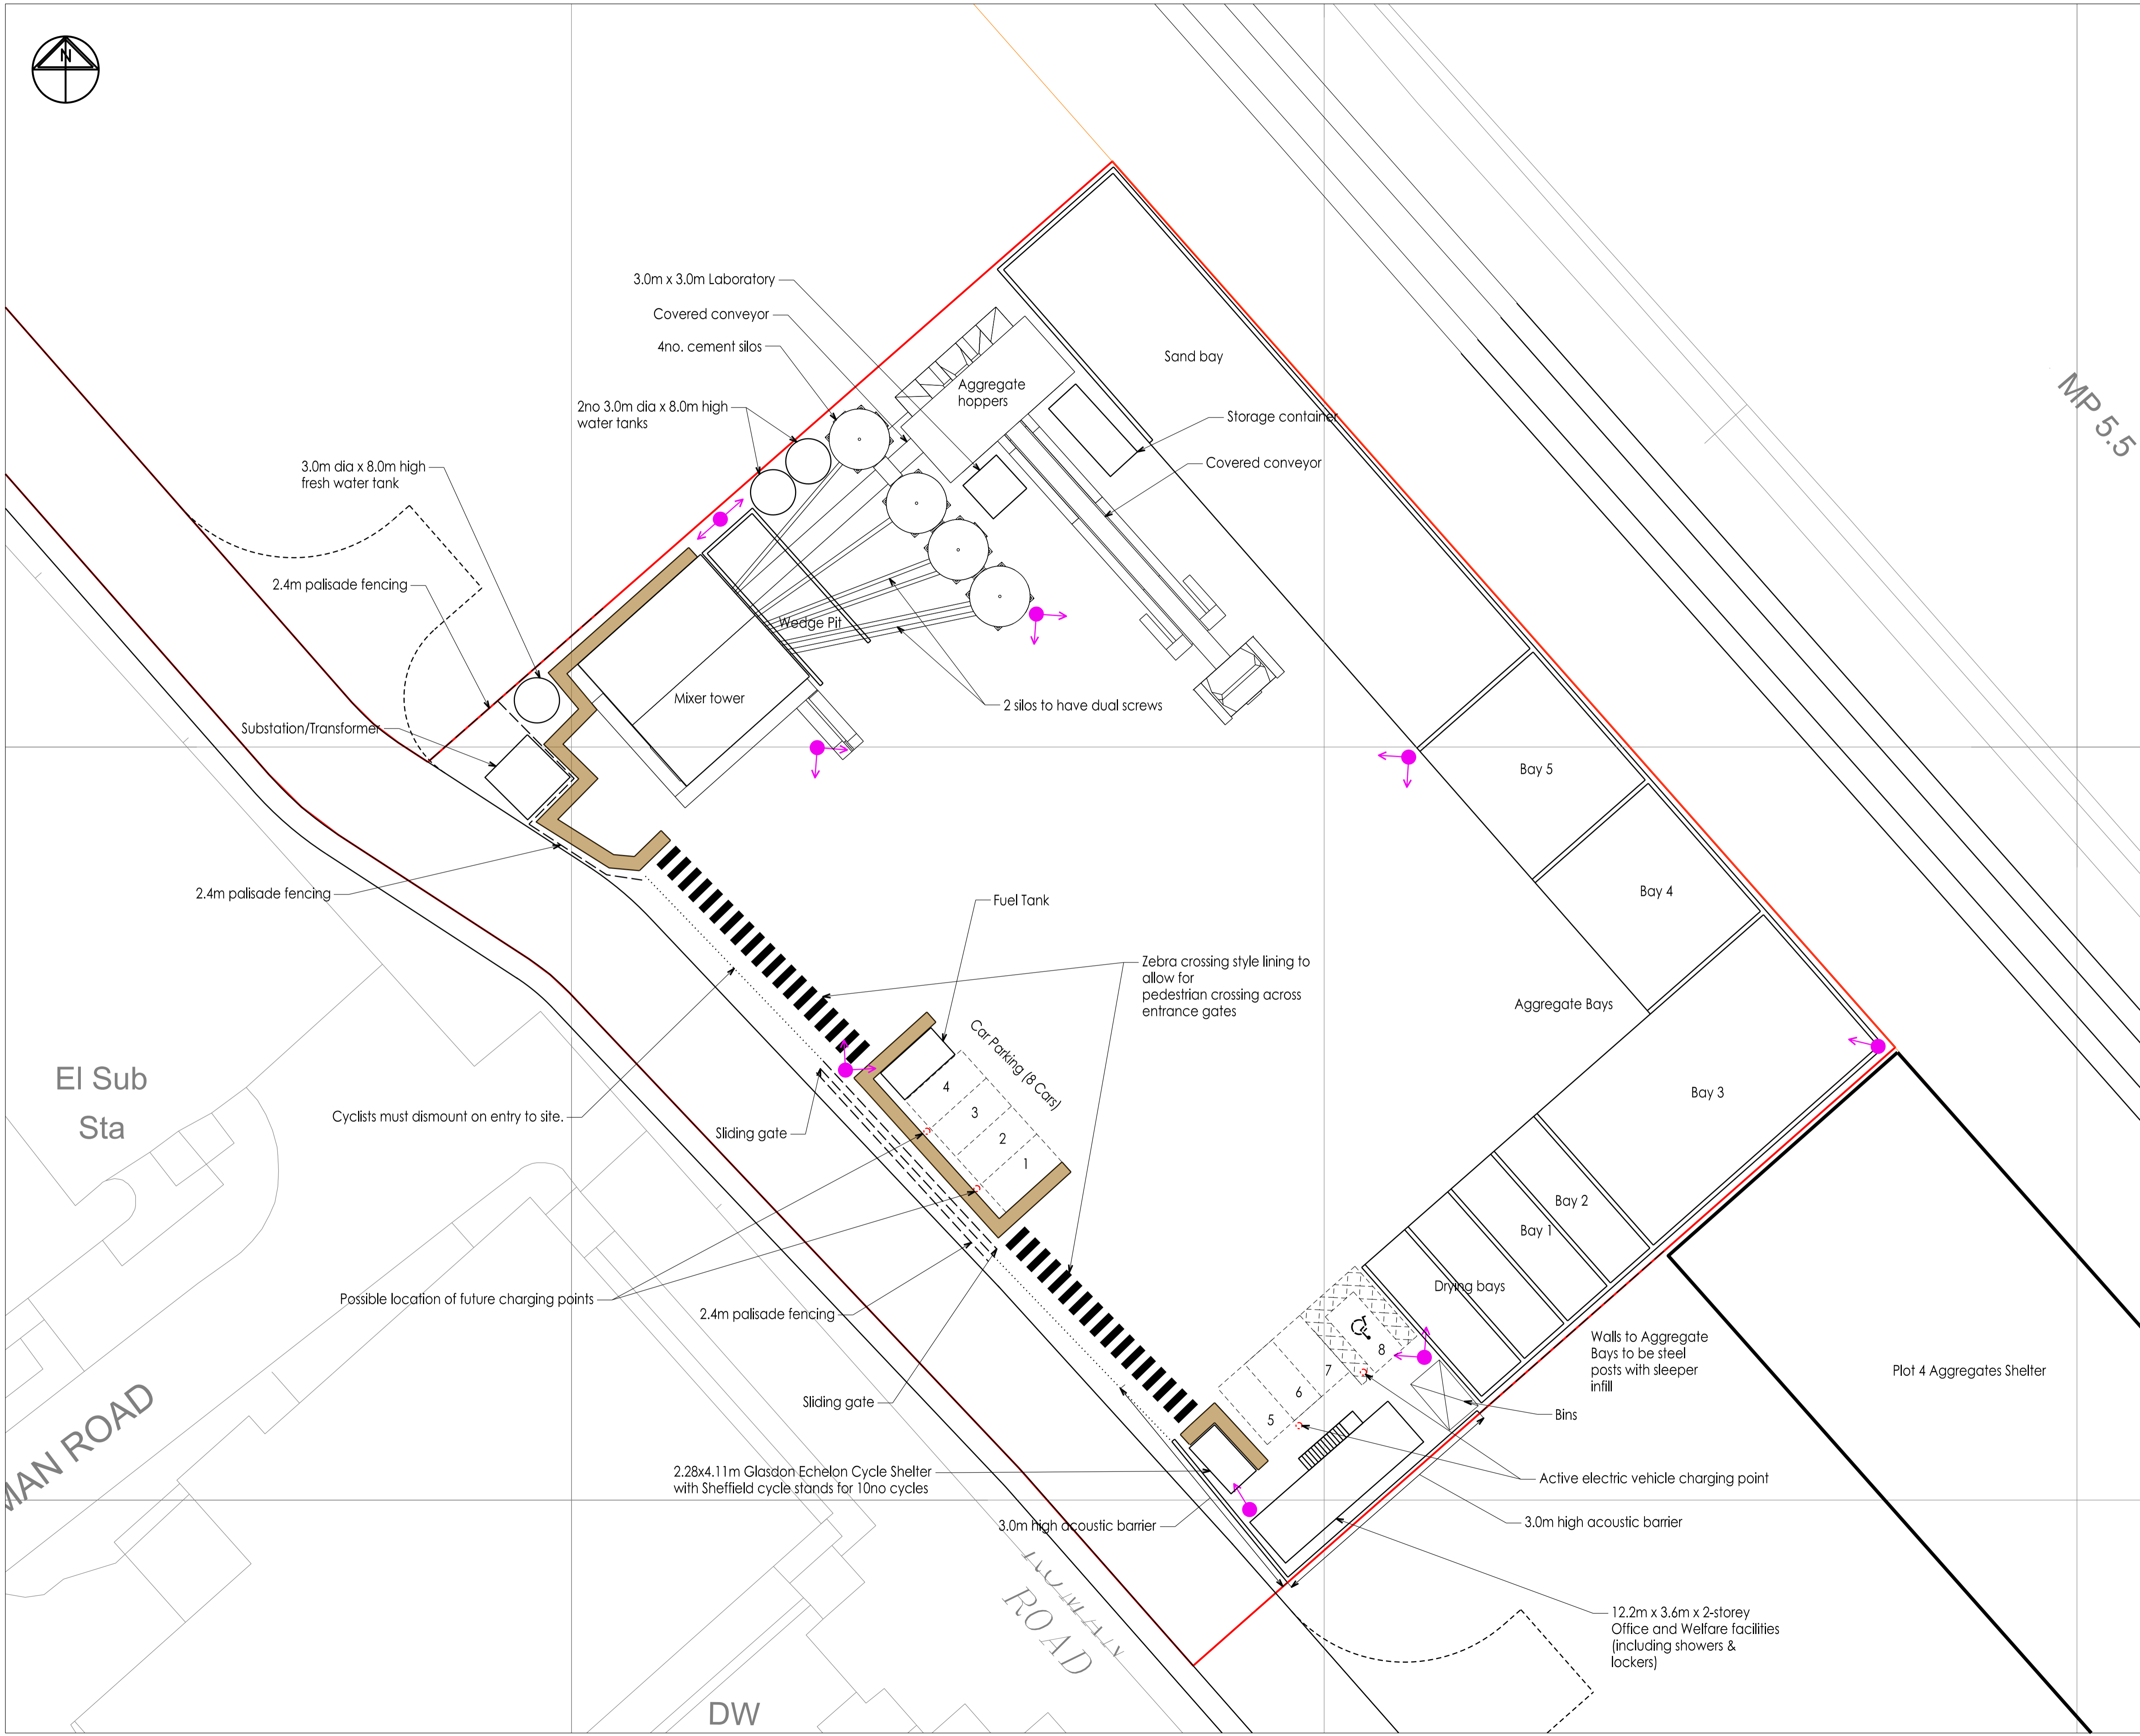 N
3.0m x 3.0m Laboratory
Covered conveyor
4no. cement silos
2no 3.0m dia x 8.0m high
water tanks
3.0m dia x 8.0m high
fresh water tank
2.4m palisade fencing
Substation/Transformer
2.4m palisade fencing
Sand bay
Aggregate
hoppers
Storage container
Covered conveyor
MP 5.5
Wedge Pit
Mixer tower
2 silos to have dual screws
Bay 5
Bay 4
Aggregate Bays
Bay 3
Bay 2
Bay 1
Drying bays
Fuel Tank
Zebra crossing style lining to
allow for
pedestrian crossing across
entrance gates
Car Parking (8 Cars)
4
3
2
1
El Sub
Sta
Cyclists must dismount on entry to site.
Sliding gate
Possible location of future charging points
2.4m palisade fencing
Sliding gate
8
7
6
5
Walls to Aggregate
Bays to be steel
posts with sleeper
infill
Plot 4 Aggregates Shelter
Bins
MAN ROAD
2.28x4.11m Glasdon Echelon Cycle Shelter
with Sheffield cycle stands for 10no cycles
Active electric vehicle charging point
3.0m high acoustic barrier
3.0m high acoustic barrier
ROMAN
ROAD
12.2m x 3.6m x 2-storey
Office and Welfare facilities
(including showers &
lockers)
DW